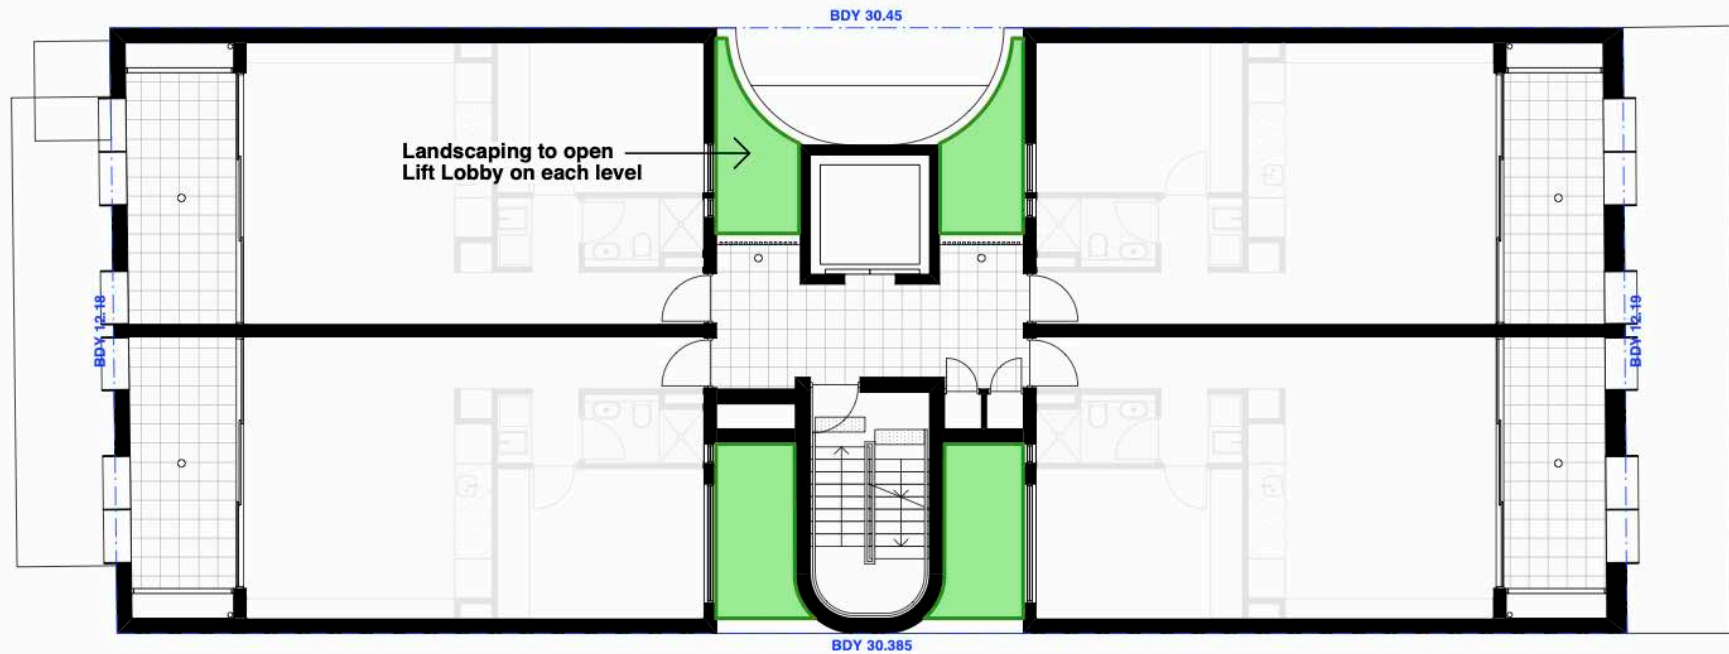 BDY 30.45
Landscaping to open
Lift Lobby on each level
BDY 12.18
BDY 12.19
BDY 30.385